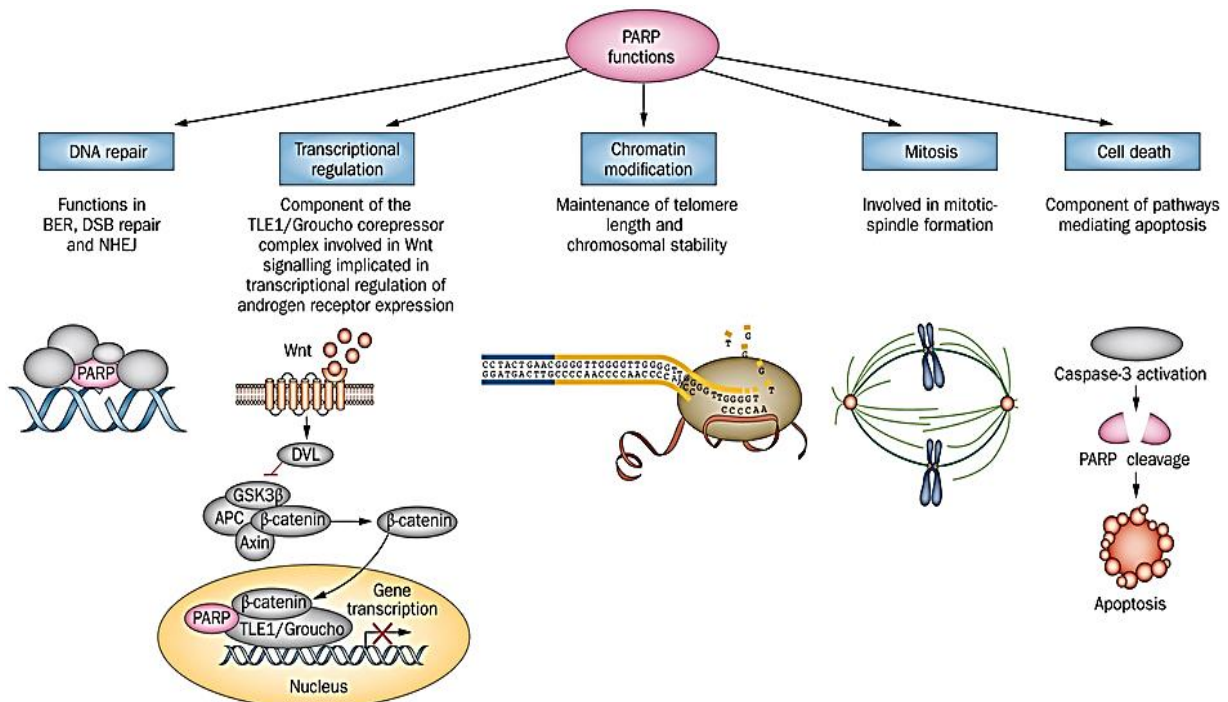 PARP
functions
DNA repair
Functions in
BER, DSB repair
and NHEJ
PARP
Transcriptional
regulation
Component of the
TLE1/Groucho corepressor
complex involved in Wnt
signalling implicated in
transcriptional regulation of
androgen receptor expression
Wnt
DVL
GSK3β
APC
β-catenin
Axin
β-catenin
β-catenin
PARP
TLE1/Groucho
Gene
transcription
Nucleus
Chromatin
modification
Maintenance of telomere
length and
chromosomal stability
T G G G T
CCTACTGAACGGGGTTGGGGTTGGGGTTGGGGTTGGGGT
GGATGACTTGCCCCAACCCCAACCCC
CCCCAA
Mitosis
Involved in mitotic-
spindle formation
Cell death
Component of pathways
mediating apoptosis
Caspase-3 activation
PARP cleavage
Apoptosis